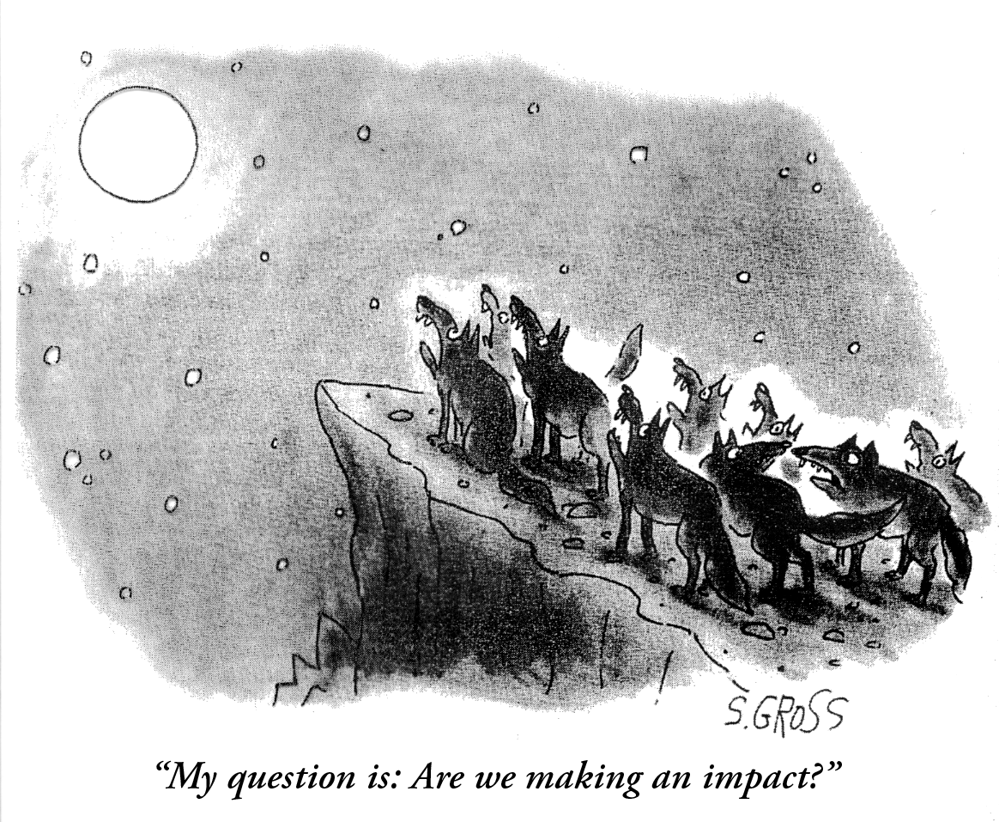 S.GROSS
“My question is: Are we making an impact?”